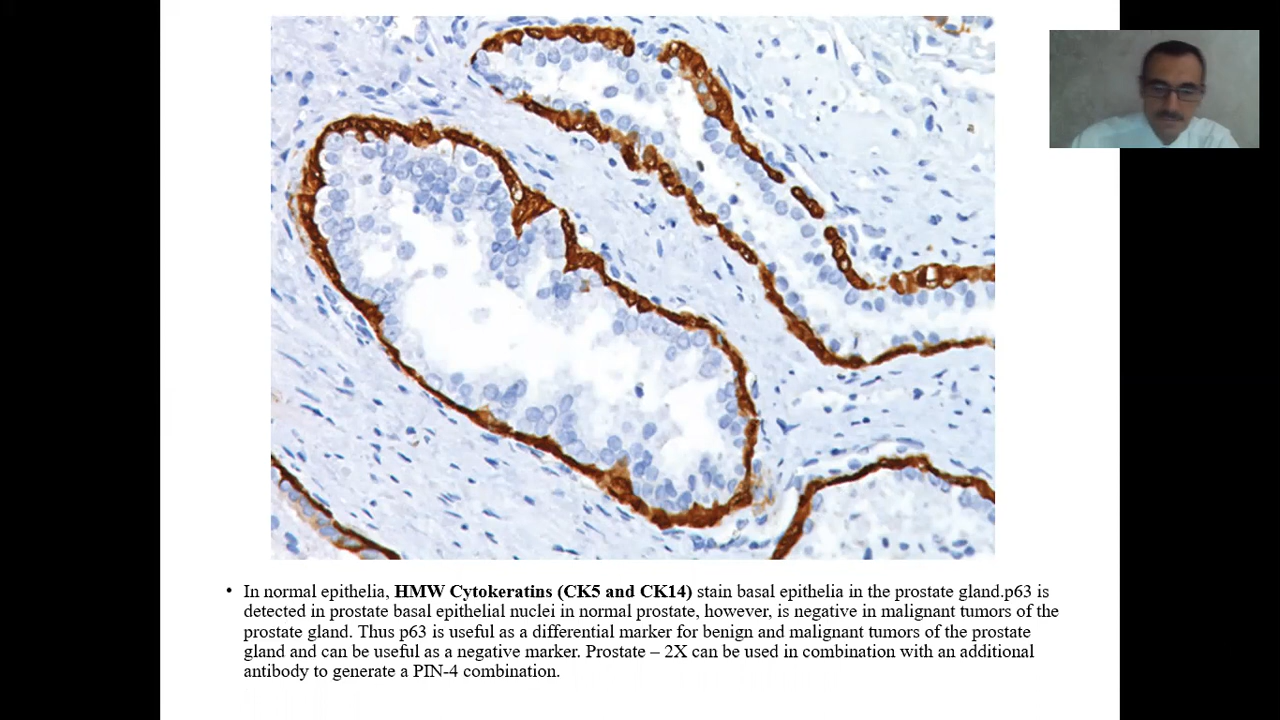 • In normal epithelia, HMW Cytokeratins (CK5 and CK14) stain basal epithelia in the prostate gland.p63 is
detected in prostate basal epithelial nuclei in normal prostate, however, is negative in malignant tumors of the
prostate gland. Thus p63 is useful as a differential marker for benign and malignant tumors of the prostate
gland and can be useful as a negative marker. Prostate – 2X can be used in combination with an additional
antibody to generate a PIN-4 combination.